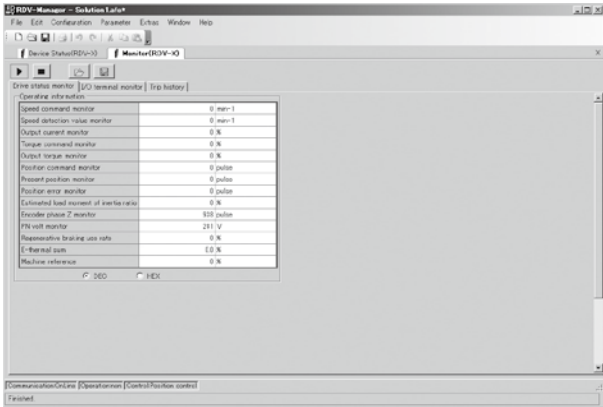 RDV-Manager - Solution1.afo*
File Edit Configuration Parameter Extras Window Help
Device Status(RDV-X) Monitor(RDV-X)
Drive status monitor I/O terminal monitor Trip history
Operating information
Speed command monitor 0 min-1
Speed detection value monitor 0 min-1
Output current monitor 0 %
Torque command monitor 0 %
Output torque monitor 0 %
Position command monitor 0 pulse
Present position monitor 0 pulse
Position error monitor 0 pulse
Estimated load moment of inertia ratio 0 %
Encoder phase Z monitor pulse
PN volt monitor V
Regenerative braking use rate 0 %
E-thermal sum %
Machine reference 0 %
DEC HEX
Communication:OnLine Operation:non Control:Position control
Finished.